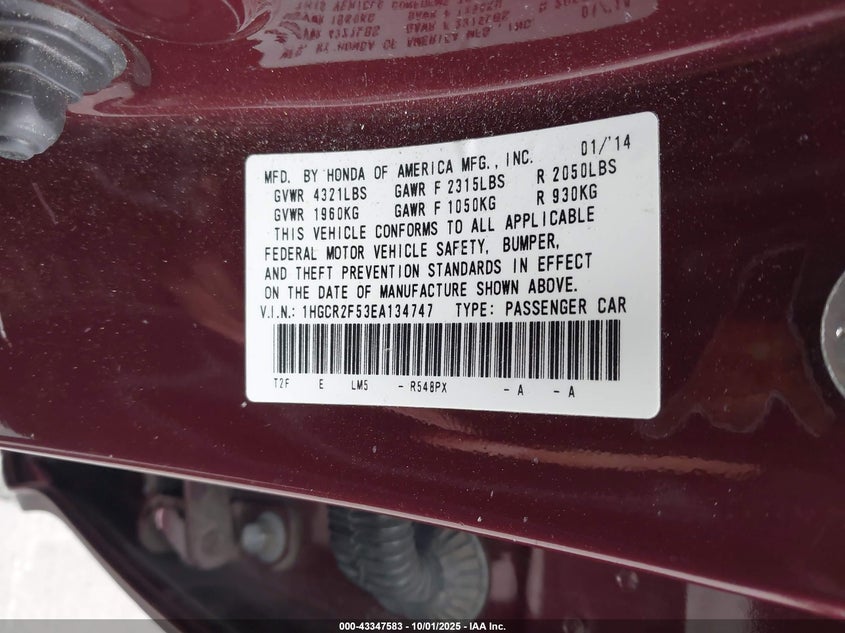 MFD. BY HONDA OF AMERICA MFG., INC. 01/'14
GVWR 4321LBS GAWR F 2315LBS R 2050LBS
GVWR 1960KG GAWR F 1050KG R 930KG
THIS VEHICLE CONFORMS TO ALL APPLICABLE
FEDERAL MOTOR VEHICLE SAFETY, BUMPER,
AND THEFT PREVENTION STANDARDS IN EFFECT
ON THE DATE OF MANUFACTURE SHOWN ABOVE.
V.I.N.: 1HGCR2F53EA134747 TYPE: PASSENGER CAR
T2F E LM5 - R548PX - A - A
000-43347583 - 10/01/2025 - IAA Inc.